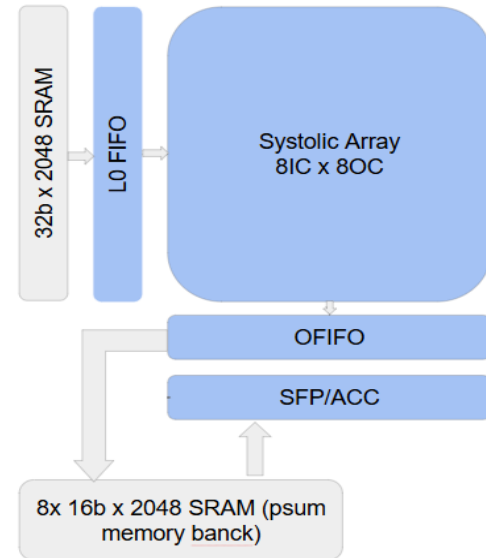 32b x 2048 SRAM
L0 FIFO
Systolic Array
8IC x 8OC
OFIFO
SFP/ACC
8x 16b x 2048 SRAM (psum
memory banck)